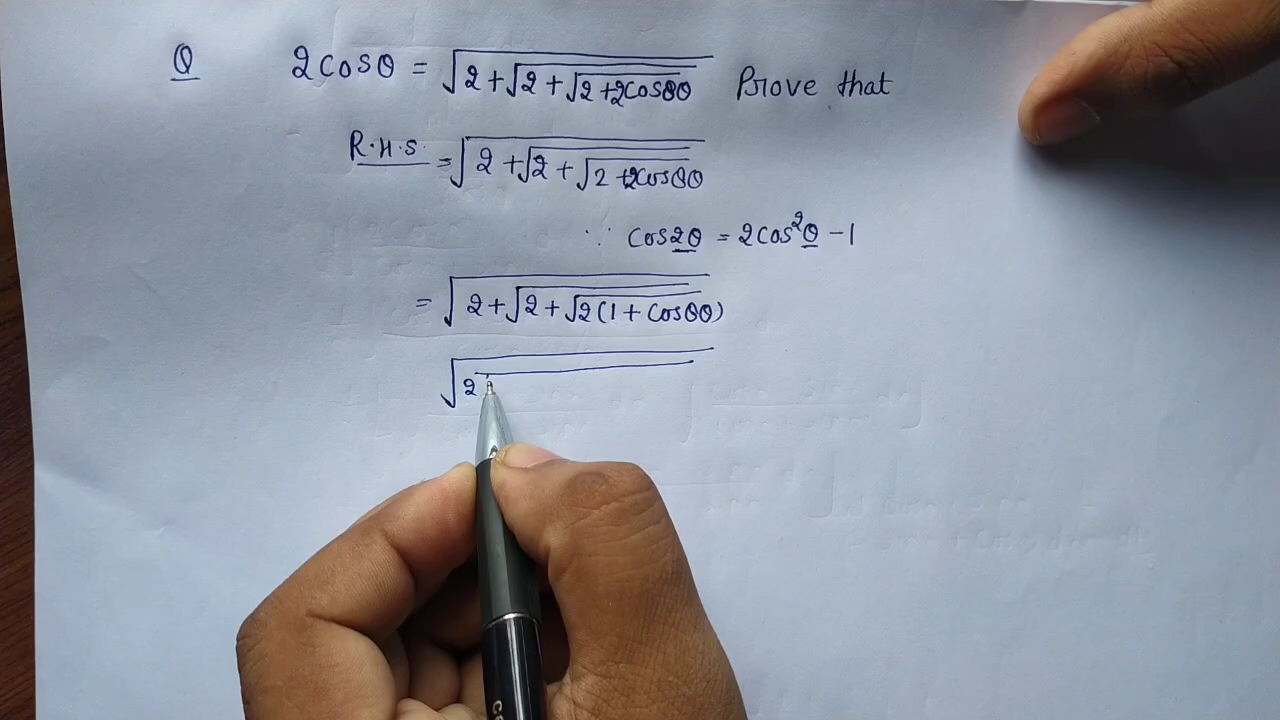 Q 2cosθ = √2+√2+√2+2cos8θ Prove that
R.H.S. = √2+√2+√2+2cos8θ
∵ cos2θ = 2cos²θ-1
= √2+√2+√2(1+cos8θ)
√2